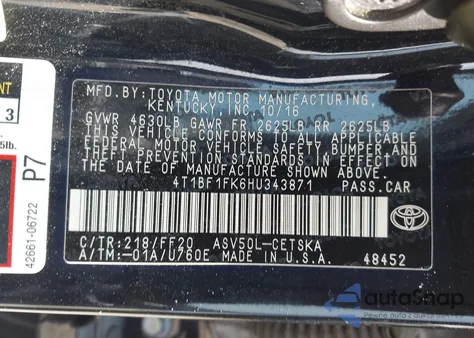 MFD.BY:TOYOTA MOTOR MANUFACTURING,
KENTUCKY, INC. 10/16
GVWR 4630LB GAWR FR 2625LB RR 2625LB
THIS VEHICLE CONFORMS TO ALL APPLICABLE
FEDERAL MOTOR VEHICLE SAFETY, BUMPER AND
THEFT PREVENTION STANDARDS IN EFFECT ON
THE DATE OF MANUFACTURE SHOWN ABOVE.
4T1BF1FK6HU343871 PASS.CAR
C/TR:218/FF20 ASV50L-CETSKA
A/TM:-01A/U760E MADE IN U.S.A. 48452
TOYOTA
3
5lb.
P7
42661-06722
autoSnap